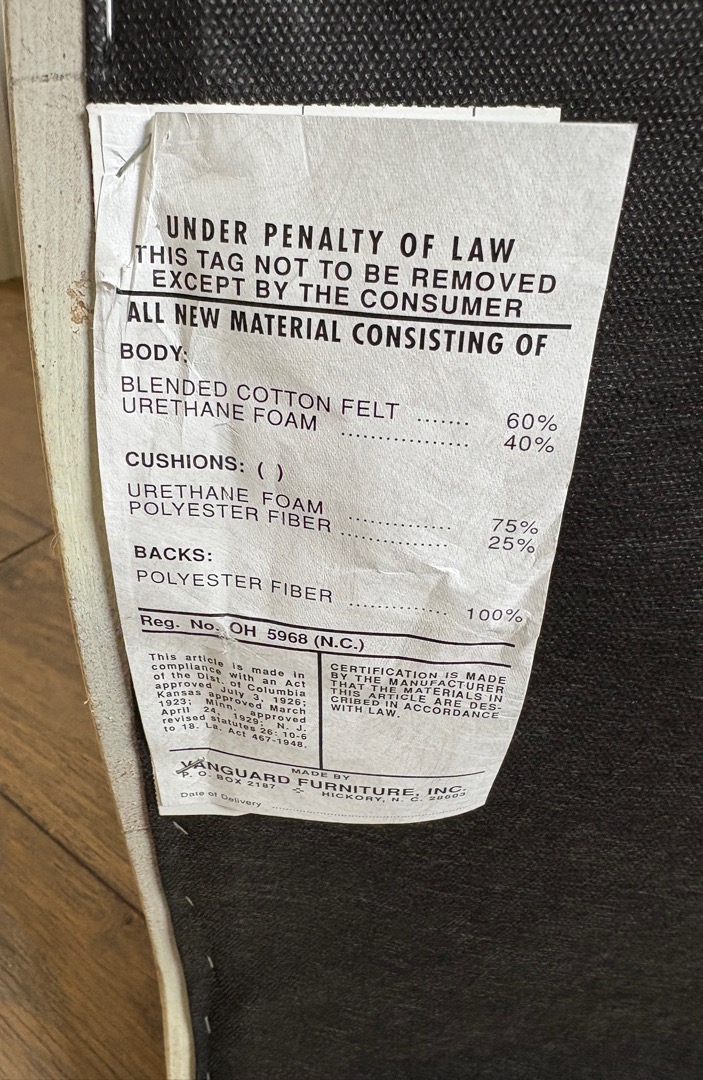 UNDER PENALTY OF LAW
THIS TAG NOT TO BE REMOVED
EXCEPT BY THE CONSUMER
ALL NEW MATERIAL CONSISTING OF
BODY:
BLENDED COTTON FELT ....... 60%
URETHANE FOAM ................. 40%
CUSHIONS: ( )
URETHANE FOAM .............. 75%
POLYESTER FIBER .............. 25%
BACKS:
POLYESTER FIBER ............. 100%
Reg. No. OH 5968 (N.C.)
This article is made in
compliance with an Act
of the Dist. of Columbia
approved July 3, 1926;
Kansas approved March
1923; Minn. approved
April 24, 1929; N. J.
revised statutes 26: 10-6
to 18. La. Act 467-1948.
CERTIFICATION IS MADE
BY THE MANUFACTURER
THAT THE MATERIALS IN
THIS ARTICLE ARE DES-
CRIBED IN ACCORDANCE
WITH LAW.
MADE BY
VANGUARD FURNITURE, INC.
P. O. BOX 2187 HICKORY, N. C. 28603
Date of Delivery